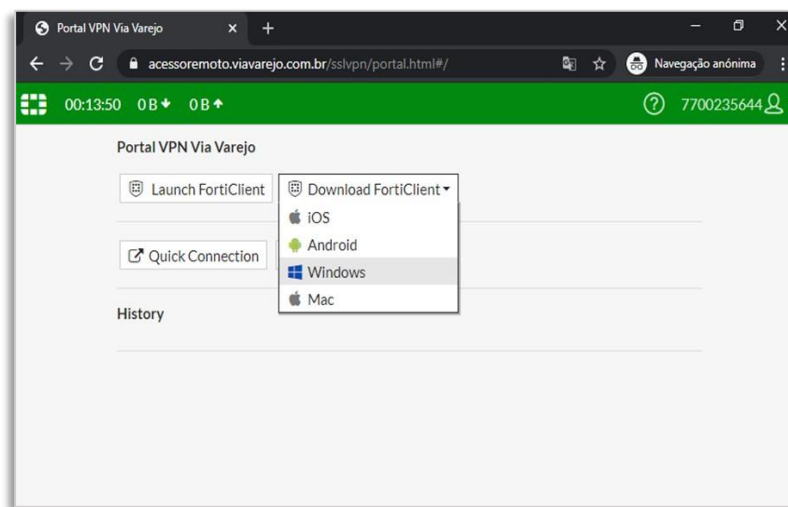 Portal VPN Via Varejo
acessoremoto.viavarejo.com.br/sslvpn/portal.html#/
Navegação anónima
00:13:50 0 B 0 B
7700235644
Portal VPN Via Varejo
Launch FortiClient
Download FortiClient
iOS
Android
Windows
Mac
Quick Connection
History